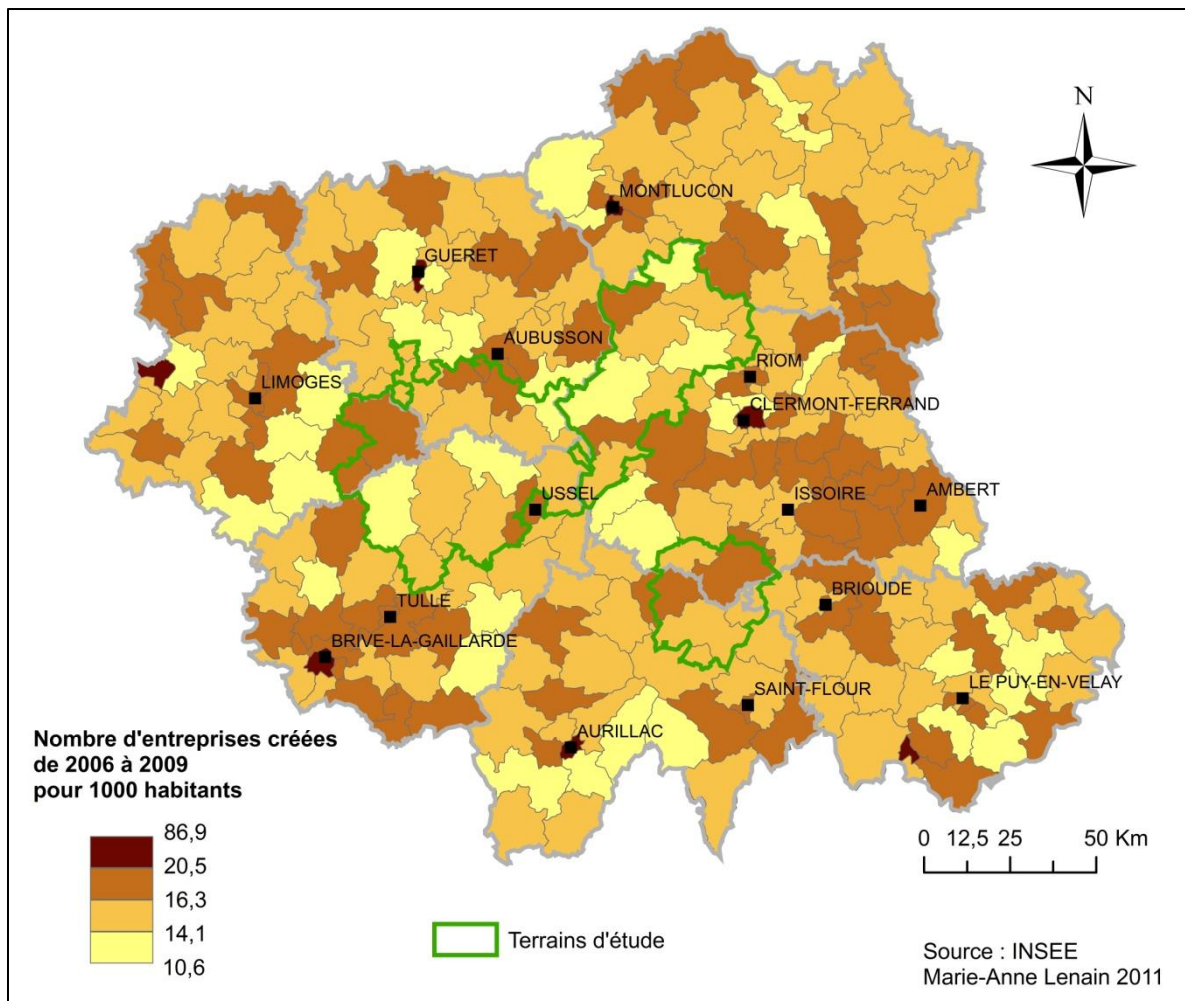 N
MONTLUCON
GUERET
AUBUSSON
RIOM
LIMOGES
CLERMONT-FERRAND
USSEL
ISSOIRE
AMBERT
TULLE
BRIOUDE
BRIVE-LA-GAILLARDE
SAINT-FLOUR
LE PUY-EN-VELAY
AURILLAC
Nombre d'entreprises créées
de 2006 à 2009
pour 1000 habitants
86,9
20,5
16,3
14,1
10,6
Terrains d'étude
0 12,5 25 50 Km
Source : INSEE
Marie-Anne Lenain 2011